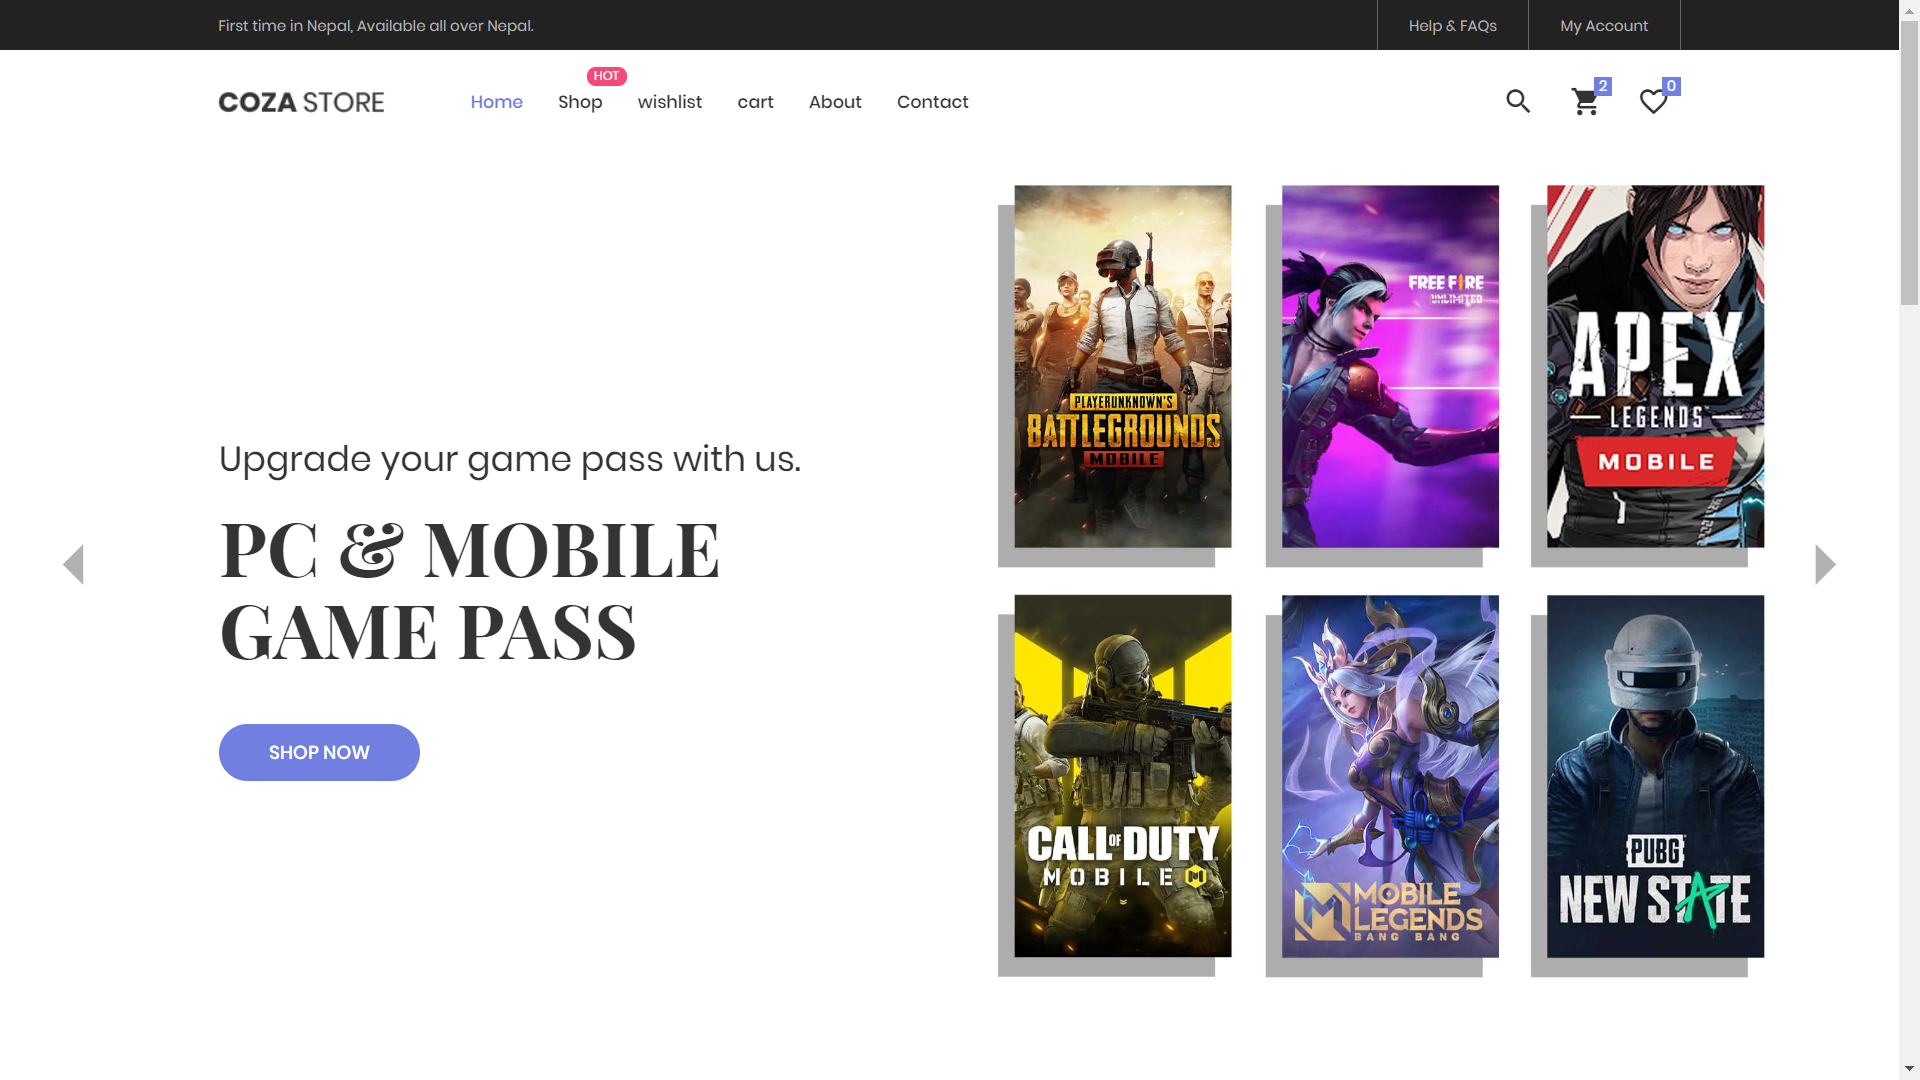 First time in Nepal, Available all over Nepal.
Help & FAQs
My Account
COZA STORE
Home
Shop
HOT
wishlist
cart
About
Contact
2
0
Upgrade your game pass with us.
PC & MOBILE
GAME PASS
SHOP NOW
PLAYERUNKNOWN'S
BATTLEGROUNDS
MOBILE
FREE FIRE
UNLIMITED
APEX
LEGENDS
MOBILE
CALL OF DUTY
MOBILE
MOBILE
LEGENDS
BANG BANG
PUBG
NEW STATE